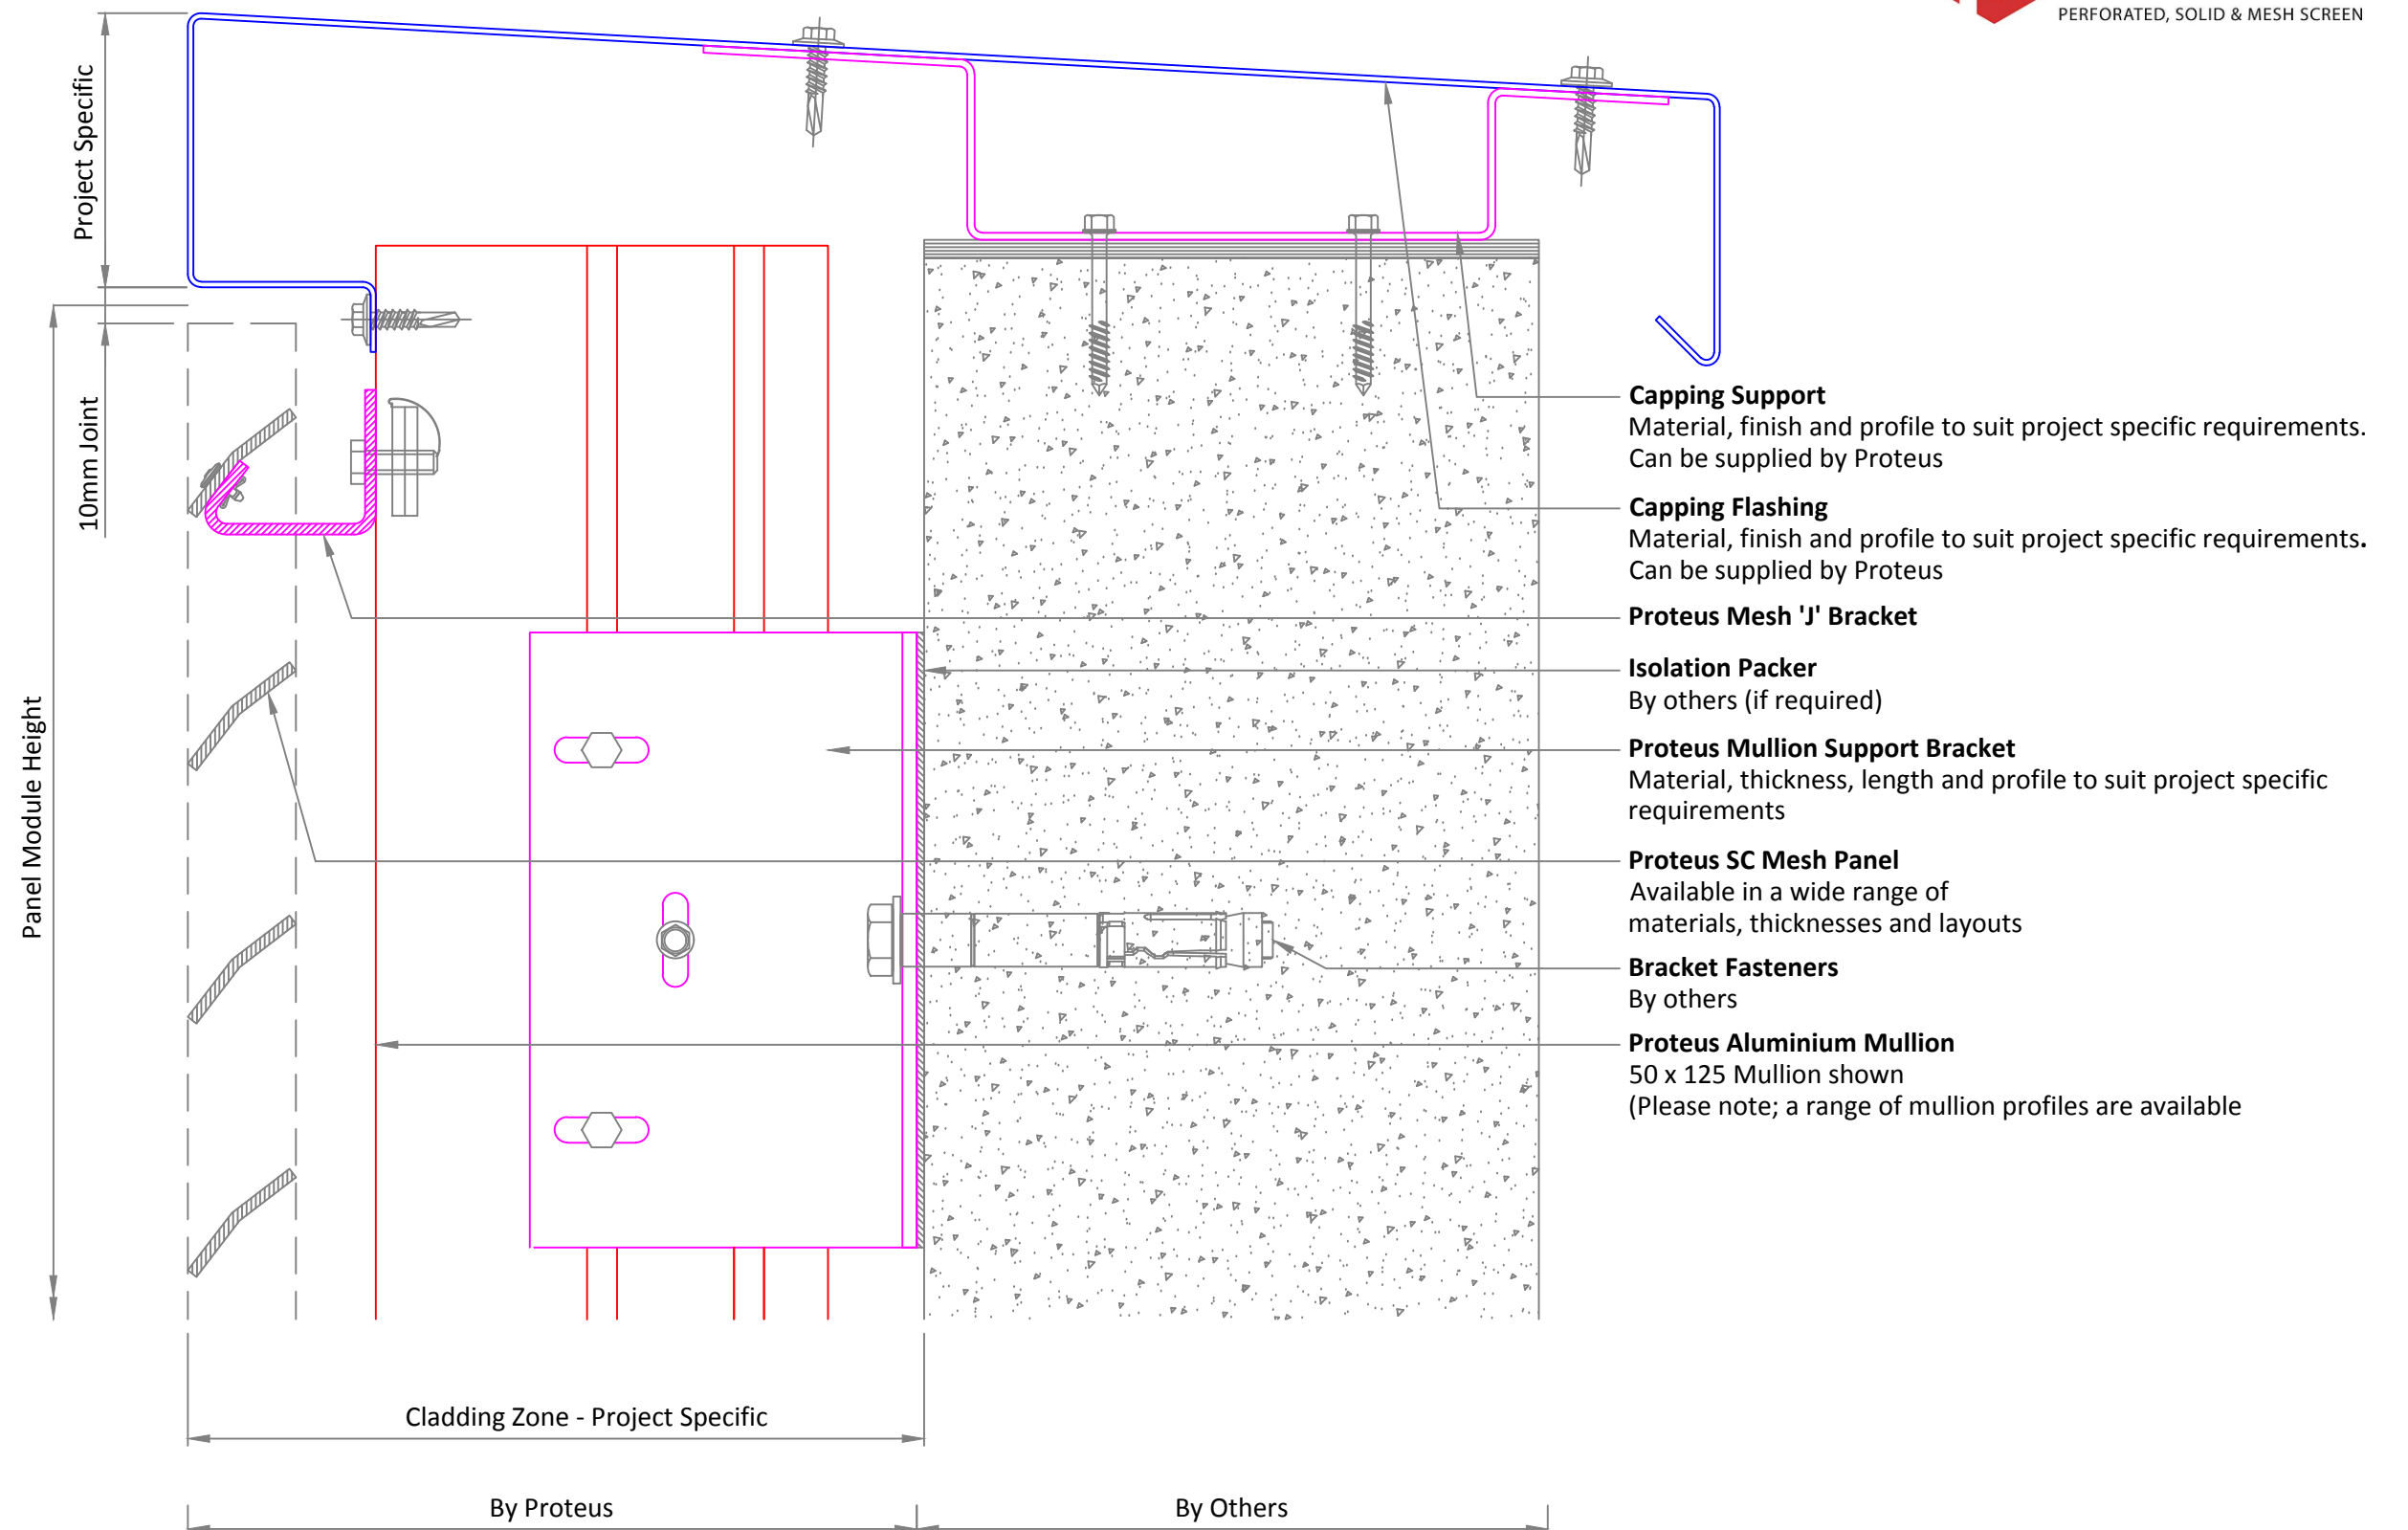 PERFORATED, SOLID & MESH SCREEN
Project Specific
10mm Joint
Panel Module Height
Capping Support
Material, finish and profile to suit project specific requirements.
Can be supplied by Proteus
Capping Flashing
Material, finish and profile to suit project specific requirements.
Can be supplied by Proteus
Proteus Mesh 'J' Bracket
Isolation Packer
By others (if required)
Proteus Mullion Support Bracket
Material, thickness, length and profile to suit project specific
requirements
Proteus SC Mesh Panel
Available in a wide range of
materials, thicknesses and layouts
Bracket Fasteners
By others
Proteus Aluminium Mullion
50 x 125 Mullion shown
(Please note; a range of mullion profiles are available
Cladding Zone - Project Specific
By Proteus
By Others